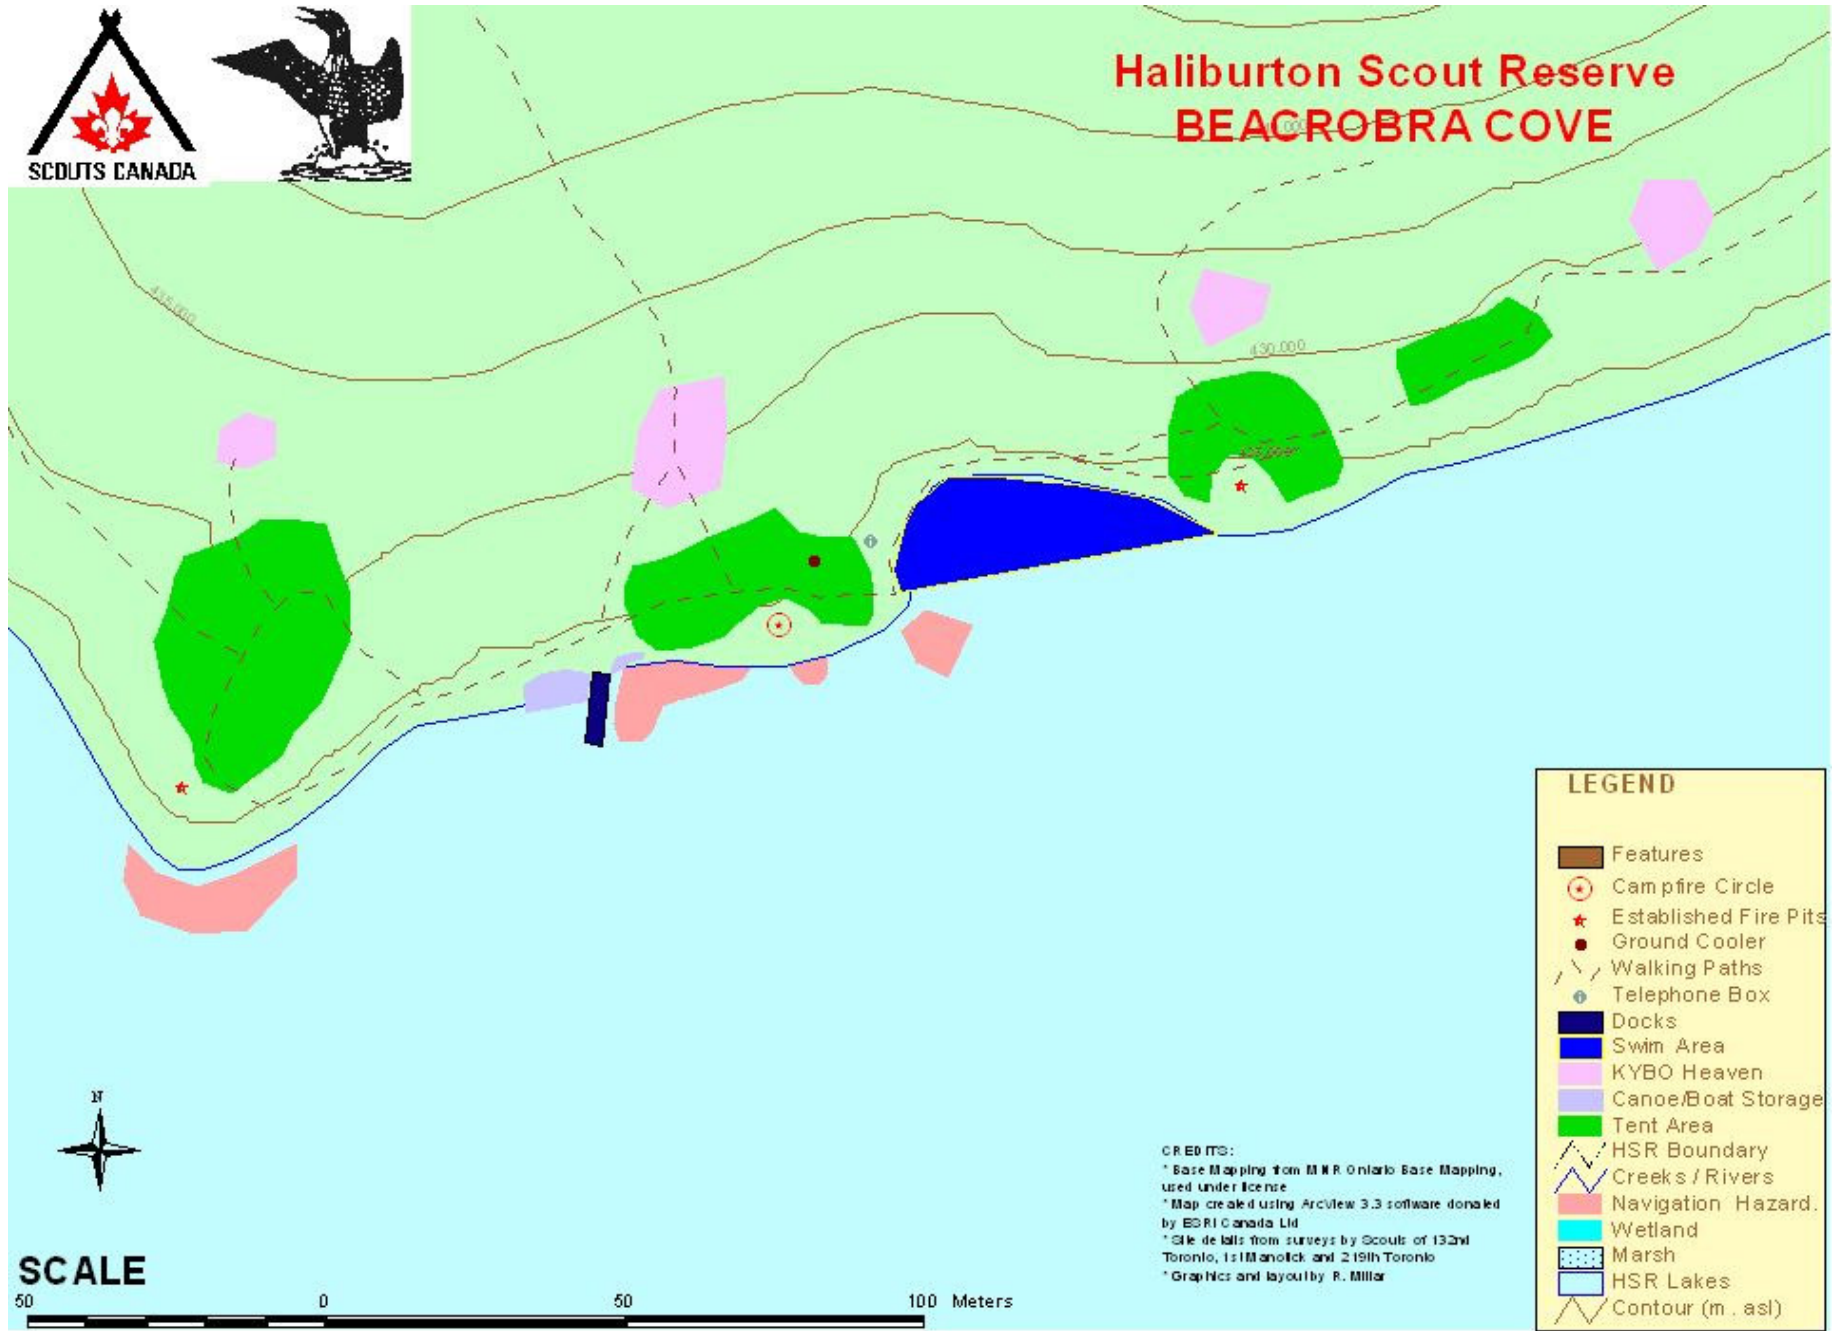 SCOUTS CANADA
Haliburton Scout Reserve
BEACROBRA COVE
435.000
430.000
LEGEND
Features
Campfire Circle
Established Fire Pits
Ground Cooler
Walking Paths
Telephone Box
Docks
Swim Area
KYBO Heaven
Canoe/Boat Storage
Tent Area
HSR Boundary
Creeks / Rivers
Navigation Hazard.
Wetland
Marsh
HSR Lakes
Contour (m. asl)
N
CREDITS:
* Base Mapping from MNR Ontario Base Mapping,
used under license
* Map created using ArcView 3.3 software donated
by ESRI Canada Ltd
* Site details from surveys by Scouts of 132nd
Toronto, 1st Manotick and 219th Toronto
* Graphics and layout by R. Millar
SCALE
50 0 50 100 Meters